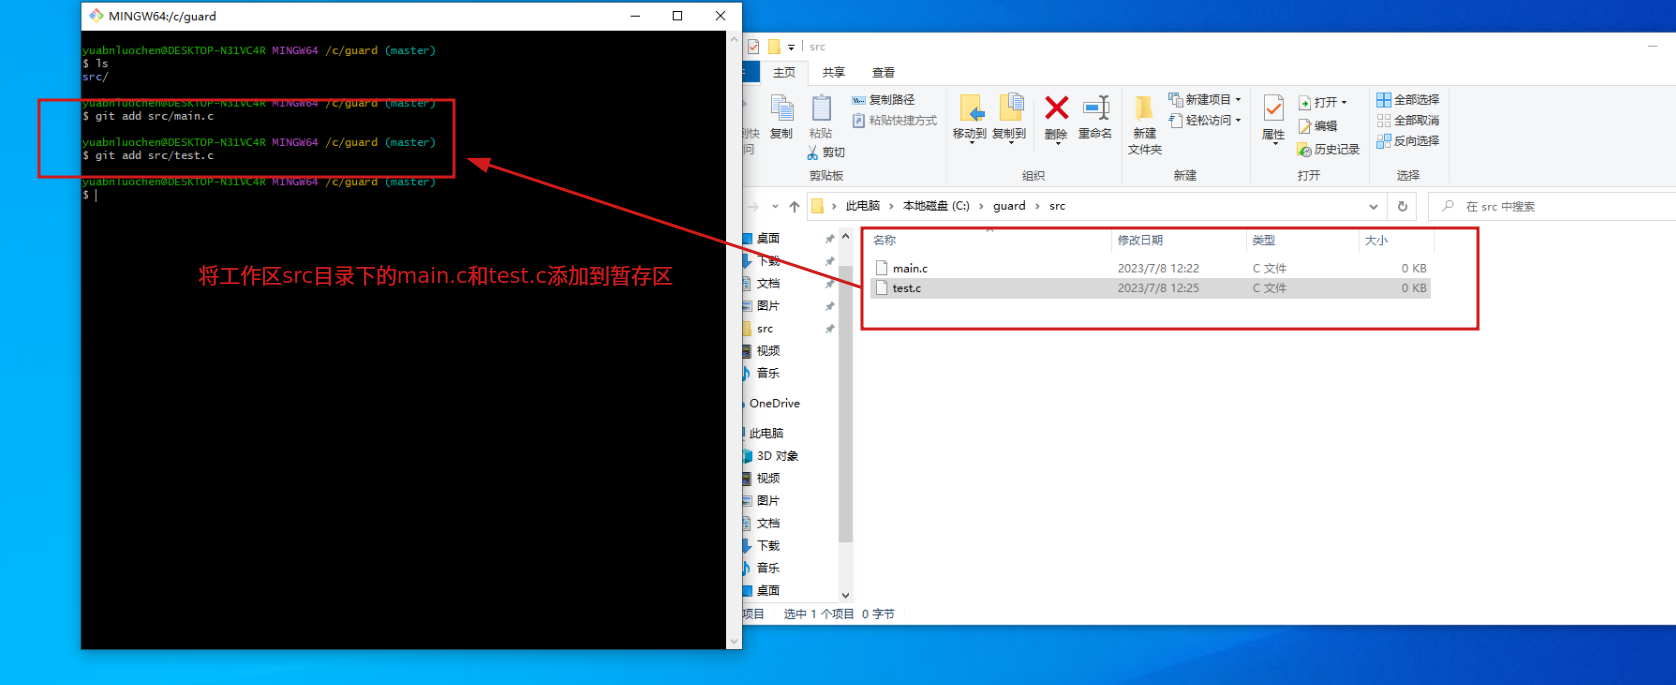 MINGW64:/c/guard
yuabnluochen@DESKTOP-N31VC4R MINGW64 /c/guard (master)
$ ls
src/
yuabnluochen@DESKTOP-N31VC4R MINGW64 /c/guard (master)
$ git add src/main.c
yuabnluochen@DESKTOP-N31VC4R MINGW64 /c/guard (master)
$ git add src/test.c
yuabnluochen@DESKTOP-N31VC4R MINGW64 /c/guard (master)
$
将工作区src目录下的main.c和test.c添加到暂存区
src
主页 共享 查看
复制 粘贴 复制路径
粘贴快捷方式
剪切
剪贴板
移动到 复制到 删除 重命名
组织
新建
文件夹
新建项目
轻松访问
新建
属性
打开
编辑
历史记录
打开
全部选择
全部取消
反向选择
选择
此电脑 › 本地磁盘 (C:) › guard › src
在 src 中搜索
桌面
下载
文档
图片
src
视频
音乐
OneDrive
此电脑
3D 对象
视频
图片
文档
下载
音乐
桌面
名称 修改日期 类型 大小
main.c 2023/7/8 12:22 C 文件 0 KB
test.c 2023/7/8 12:25 C 文件 0 KB
项目 选中 1 个项目 0 字节